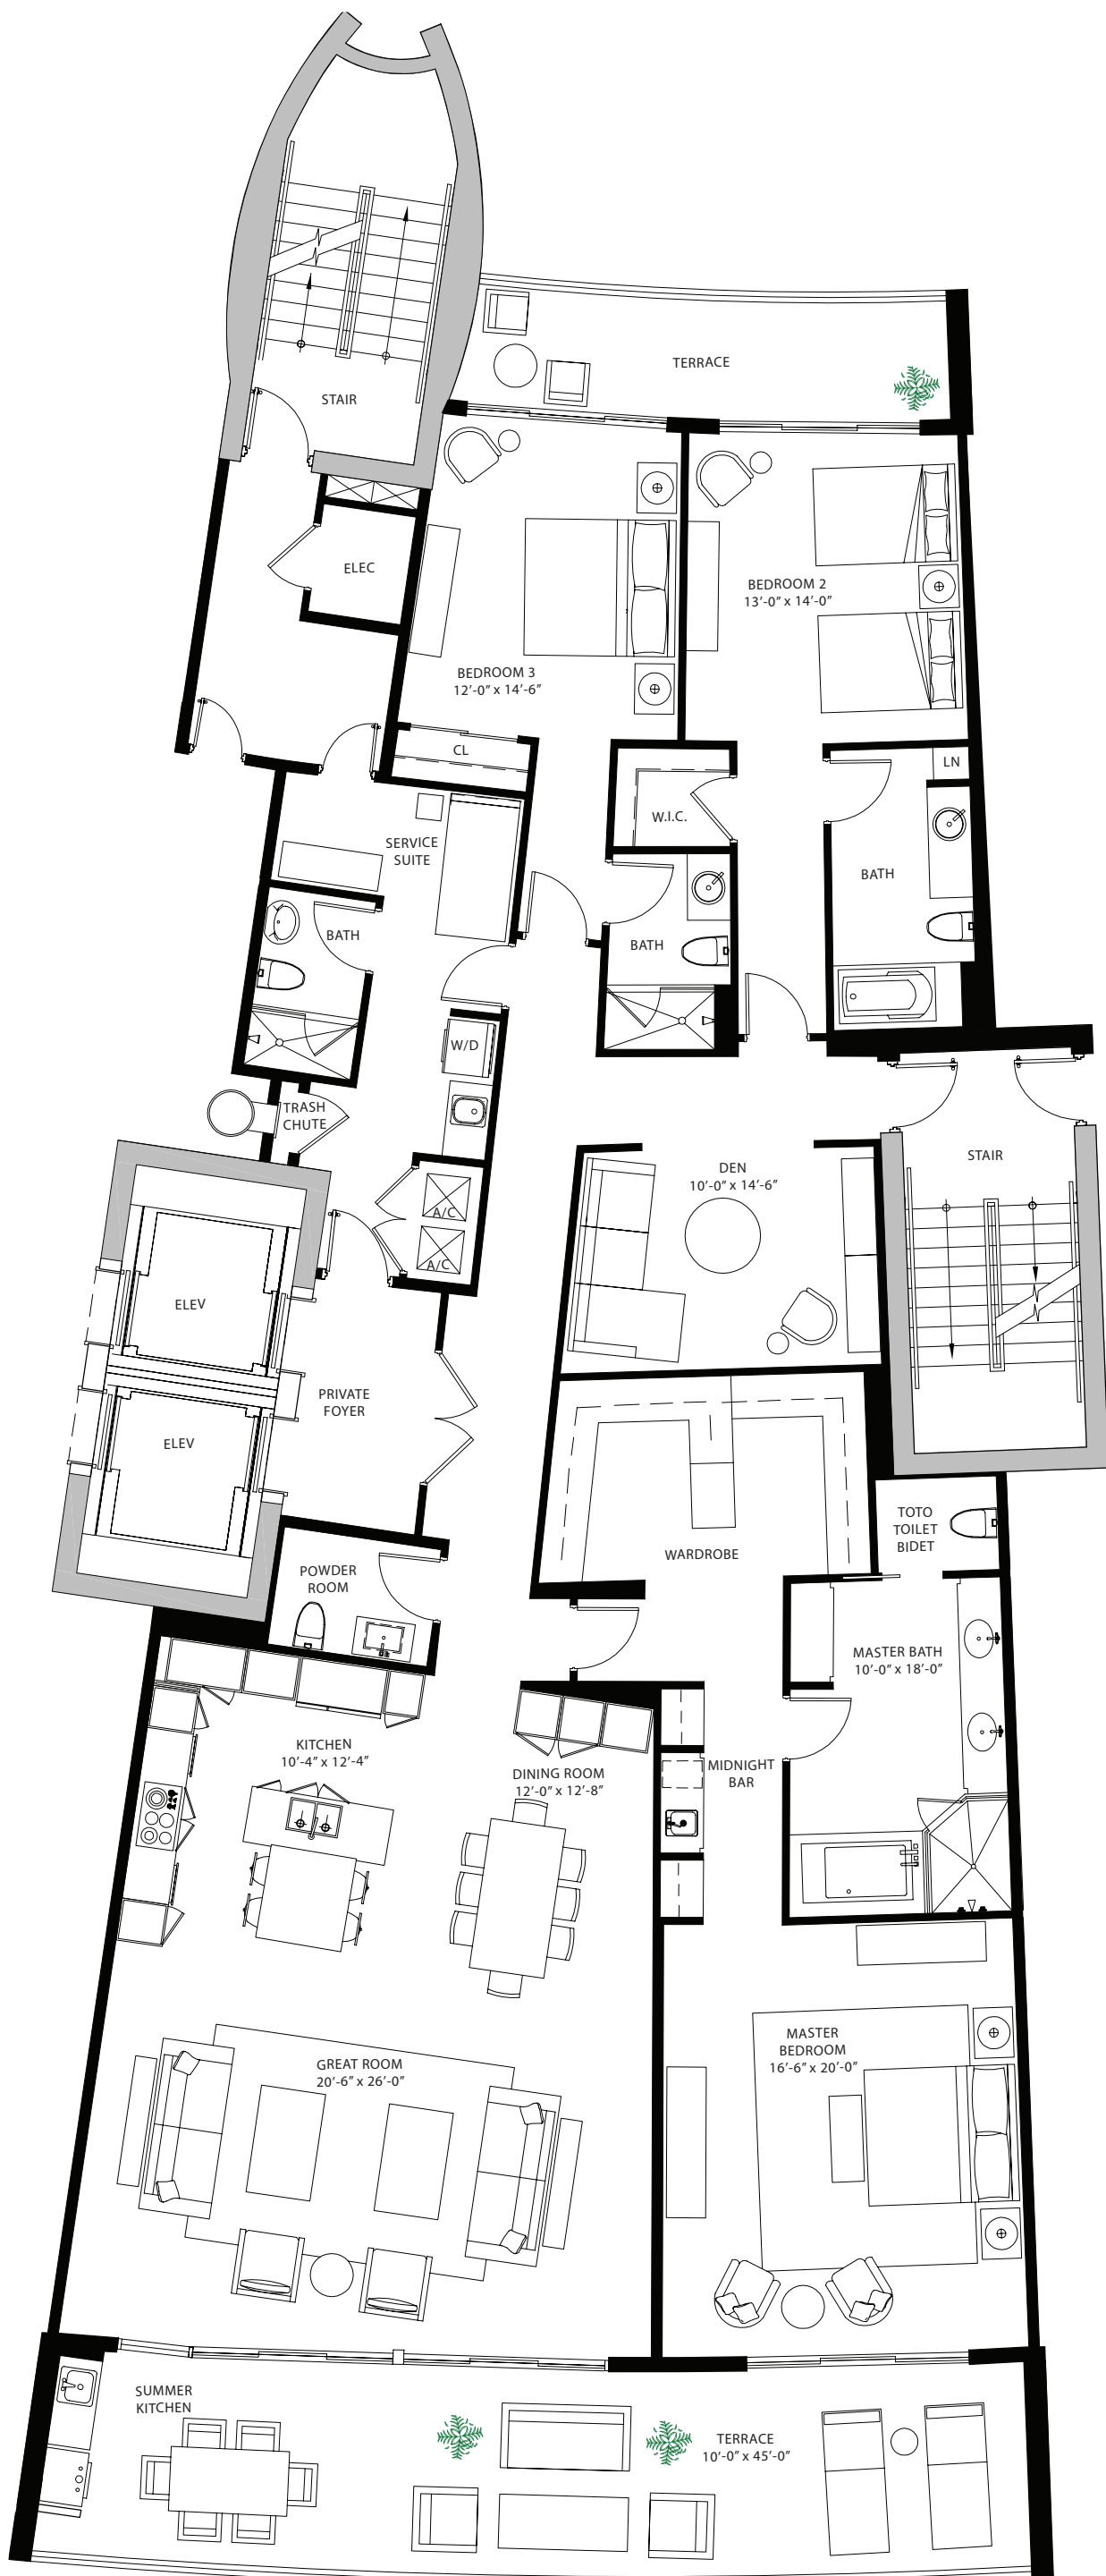 TERRACE
STAIR
ELEC
BEDROOM 2
13’-0” x 14’-0”
BEDROOM 3
12’-0” x 14’-6”
CL
LN
W.I.C.
SERVICE
SUITE
BATH
BATH
BATH
W/D
TRASH
CHUTE
STAIR
DEN
10’-0” x 14’-6”
A/C
A/C
ELEV
PRIVATE
FOYER
ELEV
TOTO
TOILET
BIDET
WARDROBE
POWDER
ROOM
MASTER BATH
10’-0” x 18’-0”
KITCHEN
10’-4” x 12’-4”
DINING ROOM
12’-0” x 12’-8”
MIDNIGHT
BAR
MASTER
BEDROOM
16’-6” x 20’-0”
GREAT ROOM
20’-6” x 26’-0”
SUMMER
KITCHEN
TERRACE
10’-0” x 45’-0”